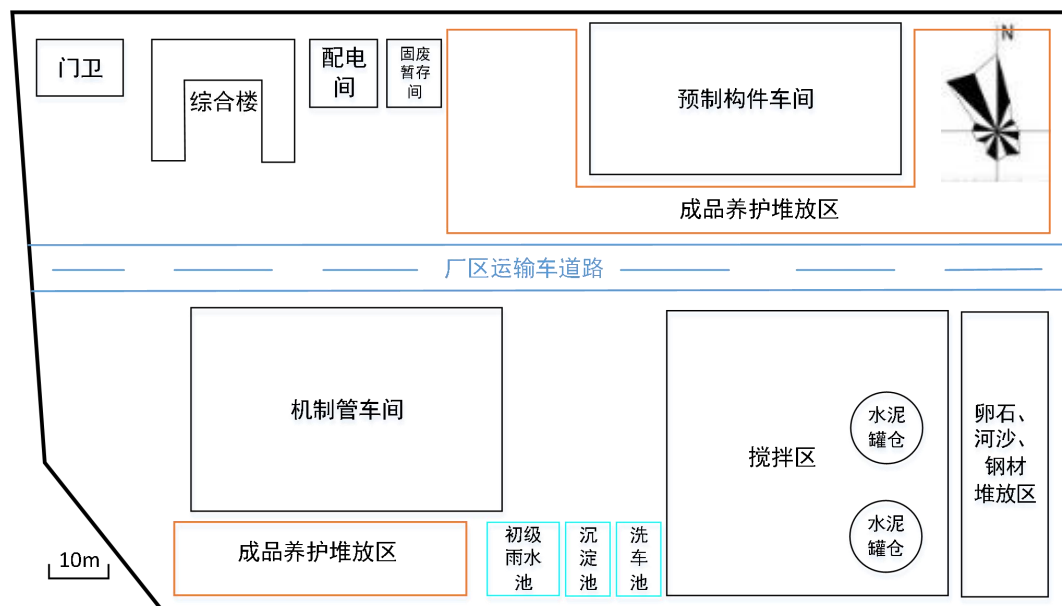 门卫
综合楼
配电
间
固废
暂存
间
预制构件车间
N
成品养护堆放区
厂区运输车道路
机制管车间
搅拌区
水泥
罐仓
水泥
罐仓
卵石、
河沙、
钢材
堆放区
成品养护堆放区
初级
雨水
池
沉
淀
池
洗
车
池
10m